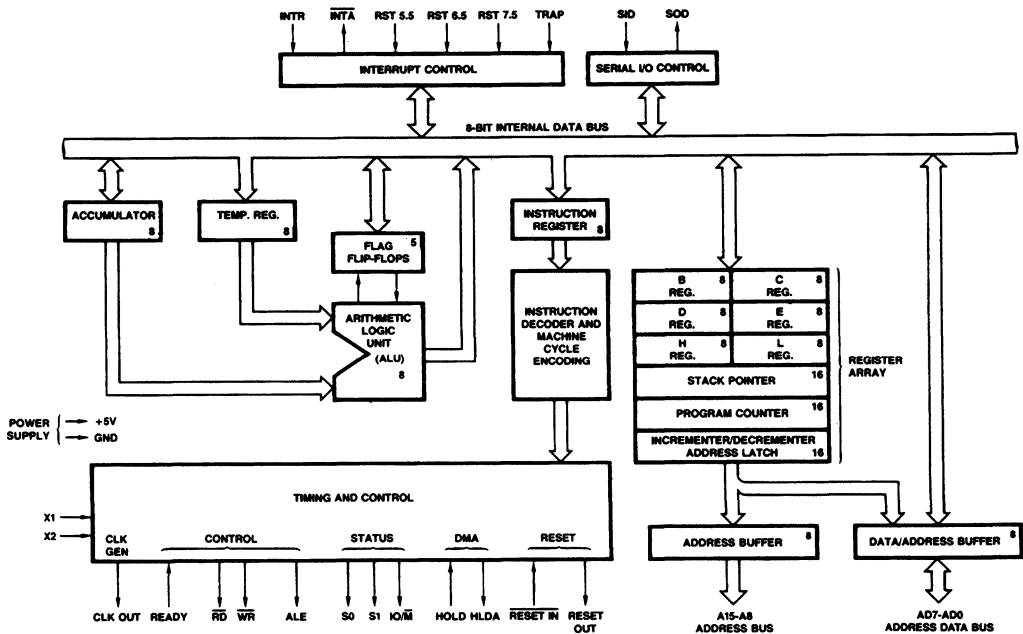 INTR INTA RST 5.5 RST 6.5 RST 7.5 TRAP SID SOD
INTERRUPT CONTROL
SERIAL I/O CONTROL
8-BIT INTERNAL DATA BUS
ACCUMULATOR
8
TEMP. REG.
8
5
FLAG
FLIP-FLOPS
INSTRUCTION
REGISTER
8
ARITHMETIC
LOGIC
UNIT
(ALU)
8
INSTRUCTION
DECODER AND
MACHINE
CYCLE
ENCODING
B 8
REG.
C 8
REG.
D 8
REG.
E 8
REG.
H 8
REG.
L 8
REG.
STACK POINTER 16
PROGRAM COUNTER 16
INCREMENTER/DECREMENTER
ADDRESS LATCH 16
REGISTER
ARRAY
POWER
SUPPLY
+5V
GND
TIMING AND CONTROL
X1
X2
CLK
GEN
CONTROL
STATUS
DMA
RESET
CLK OUT READY RD WR ALE S0 S1 IO/M HOLD HLDA RESET IN RESET
OUT
ADDRESS BUFFER 8
DATA/ADDRESS BUFFER 8
A15-A8
ADDRESS BUS
AD7-AD0
ADDRESS DATA BUS